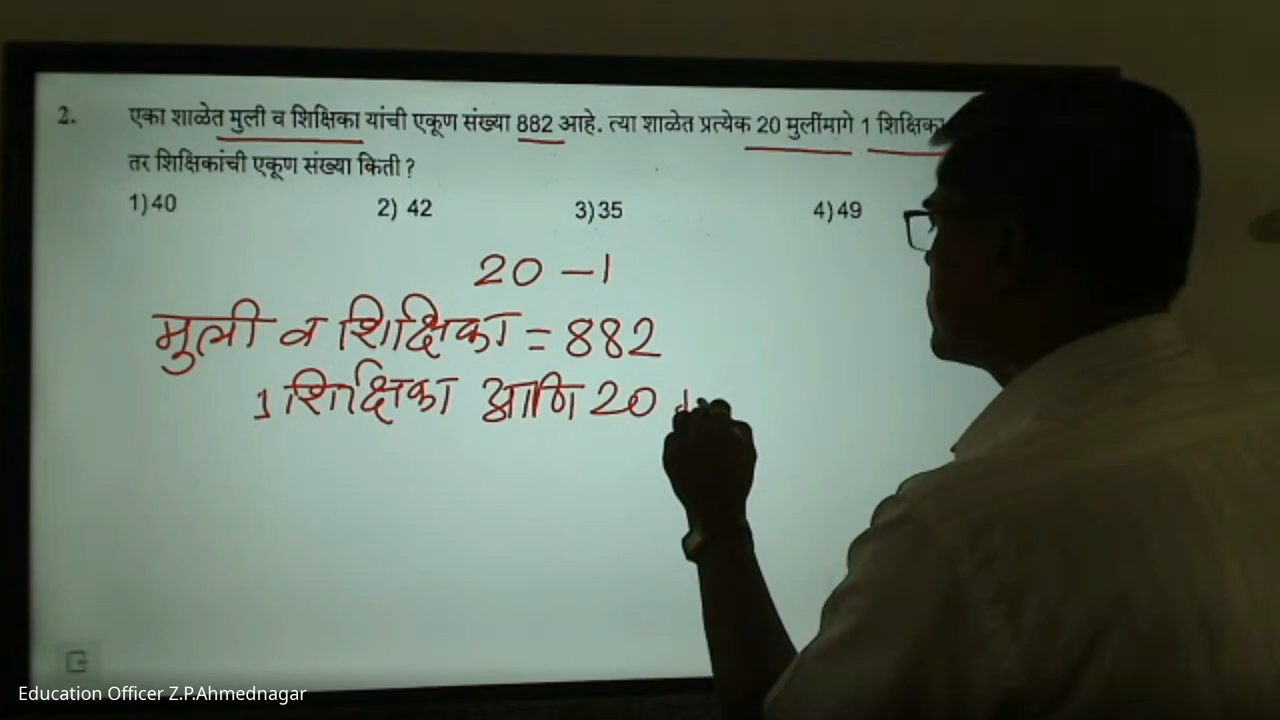 2. एका शाळेत मुली व शिक्षिका यांची एकूण संख्या 882 आहे. त्या शाळेत प्रत्येक 20 मुलींमागे 1 शिक्षिका
तर शिक्षिकांची एकूण संख्या किती ?
1) 40 2) 42 3) 35 4) 49
20 – 1
मुली व शिक्षिका = 882
1 शिक्षिका आणि 20
Education Officer Z.P.Ahmednagar